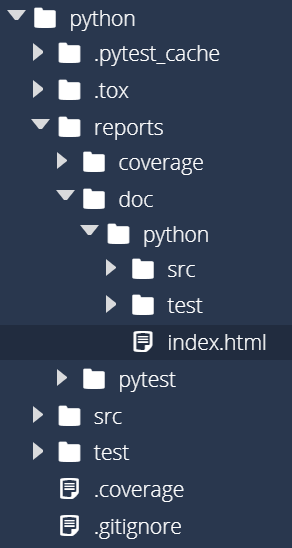 python
.pytest_cache
.tox
reports
coverage
doc
python
src
test
index.html
pytest
src
test
.coverage
.gitignore